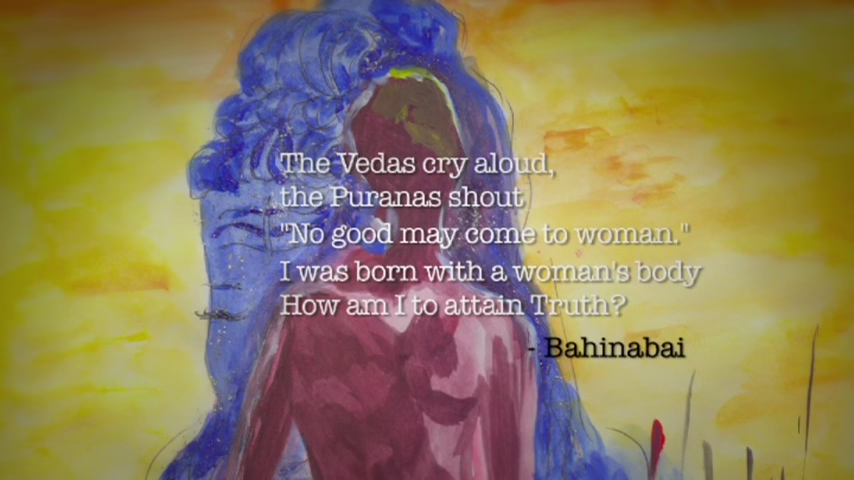 The Vedas cry aloud,
the Puranas shout
"No good may come to woman."
I was born with a woman's body
How am I to attain Truth?
- Bahinabai